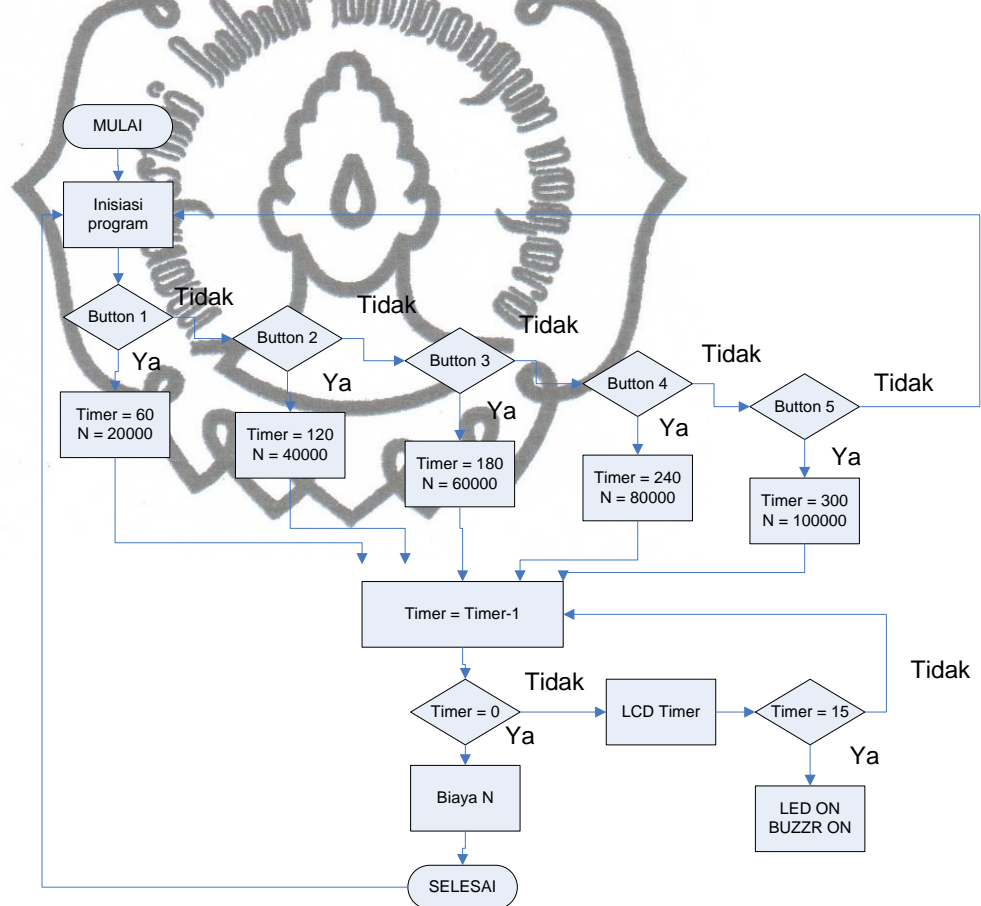 MULAI
Inisiasi
program
Button 1
Tidak
Ya
Button 2
Tidak
Ya
Button 3
Tidak
Ya
Button 4
Tidak
Ya
Button 5
Tidak
Ya
Timer = 60
N = 20000
Timer = 120
N = 40000
Timer = 180
N = 60000
Timer = 240
N = 80000
Timer = 300
N = 100000
Timer = Timer-1
Timer = 0
Tidak
Ya
LCD Timer
Timer = 15
Tidak
Ya
Biaya N
LED ON
BUZZR ON
SELESAI